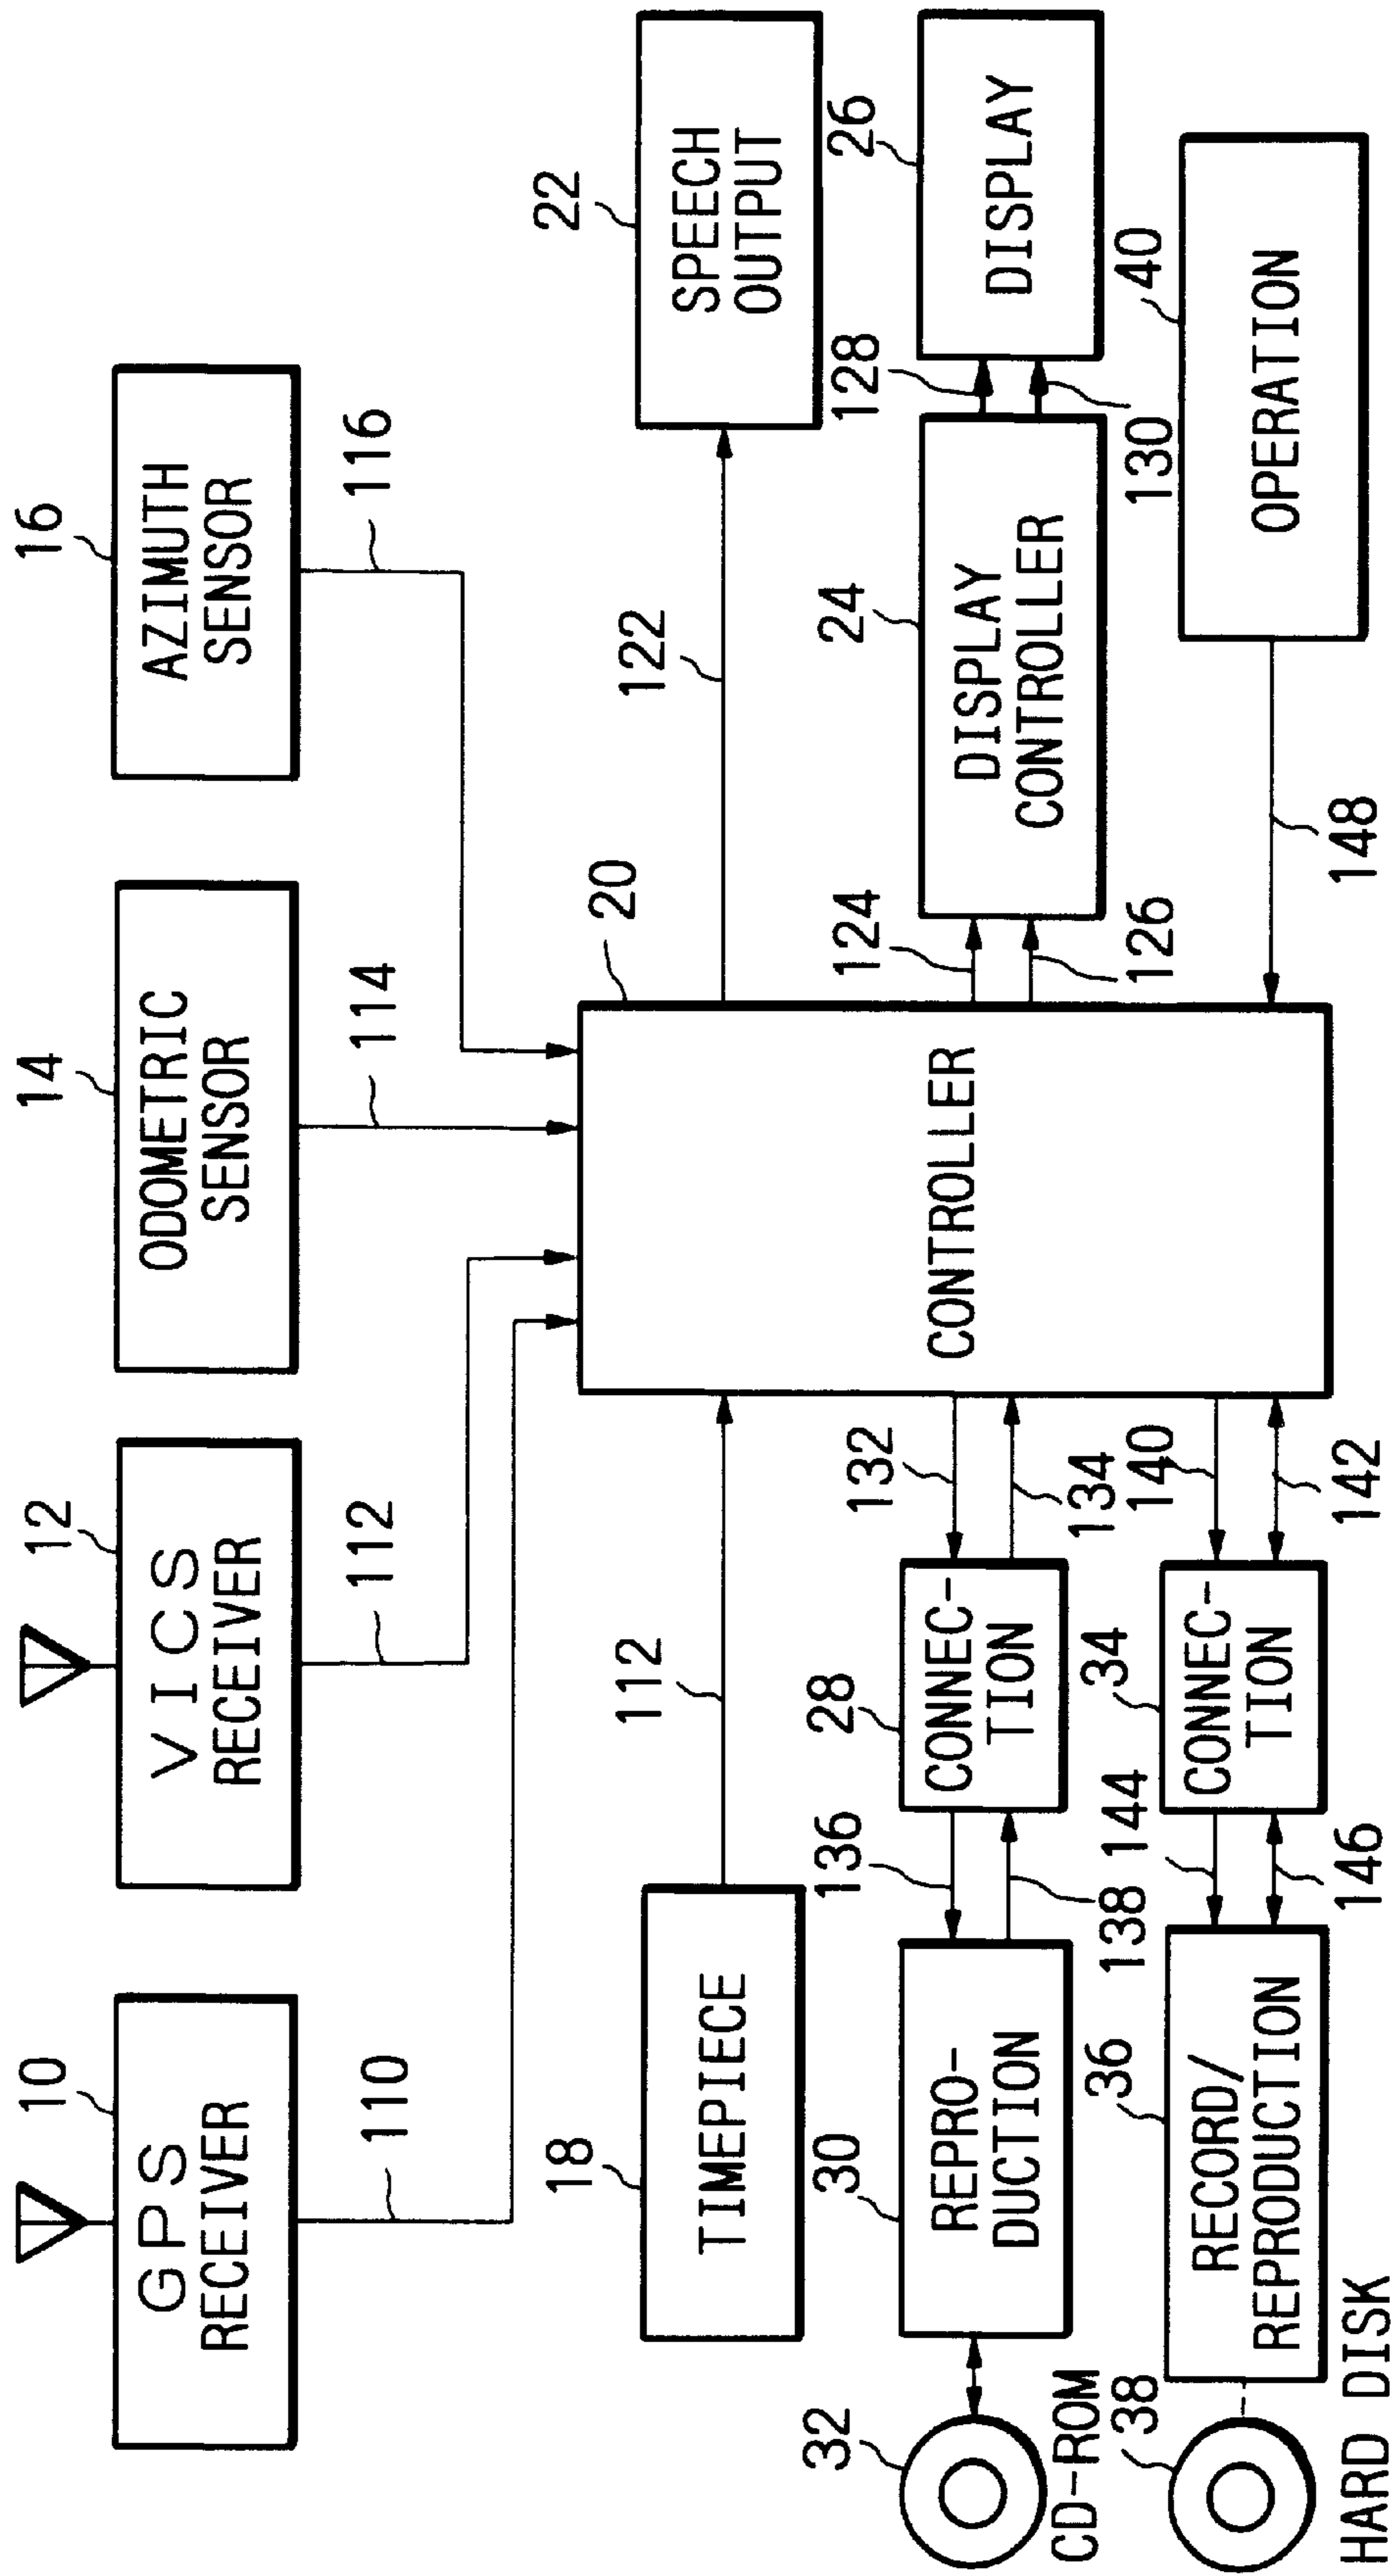 10
GPS
RECEIVER
110
12
VICS
RECEIVER
112
14
ODOMETRIC
SENSOR
114
16
AZIMUTH
SENSOR
116
18
TIMEPIECE
112
20
CONTROLLER
122
22
SPEECH
OUTPUT
32
CD-ROM
30
REPRO-
DUCTION
136
138
28
CONNEC-
TION
132
134
124
126
24
DISPLAY
CONTROLLER
128
130
26
DISPLAY
38
HARD DISK
36
RECORD/
REPRODUCTION
144
146
34
CONNEC-
TION
140
142
148
40
OPERATION